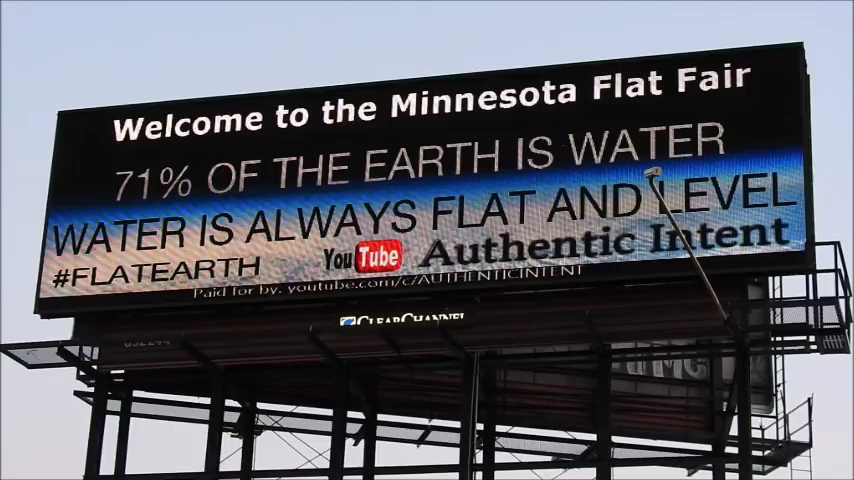 Welcome to the Minnesota Flat Fair
71% OF THE EARTH IS WATER
WATER IS ALWAYS FLAT AND LEVEL
#FLATEARTH YouTube Authentic Intent
Paid for by: youtube.com/c/AUTHENTICINTENT
CLEARCHANNEL